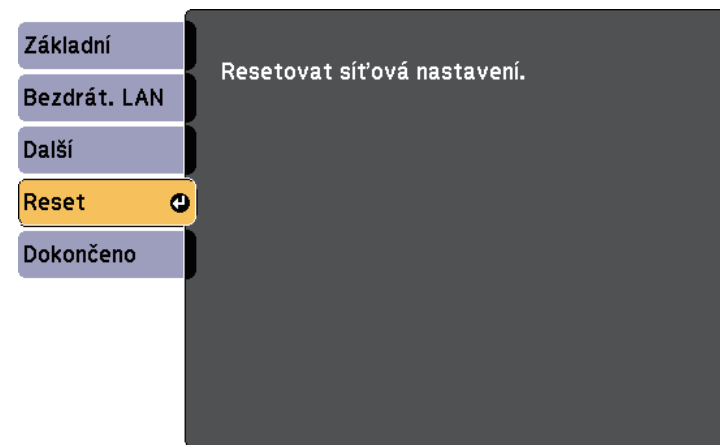 Základní
Bezdrát. LAN
Další
Reset
Dokončeno
Resetovat síťová nastavení.